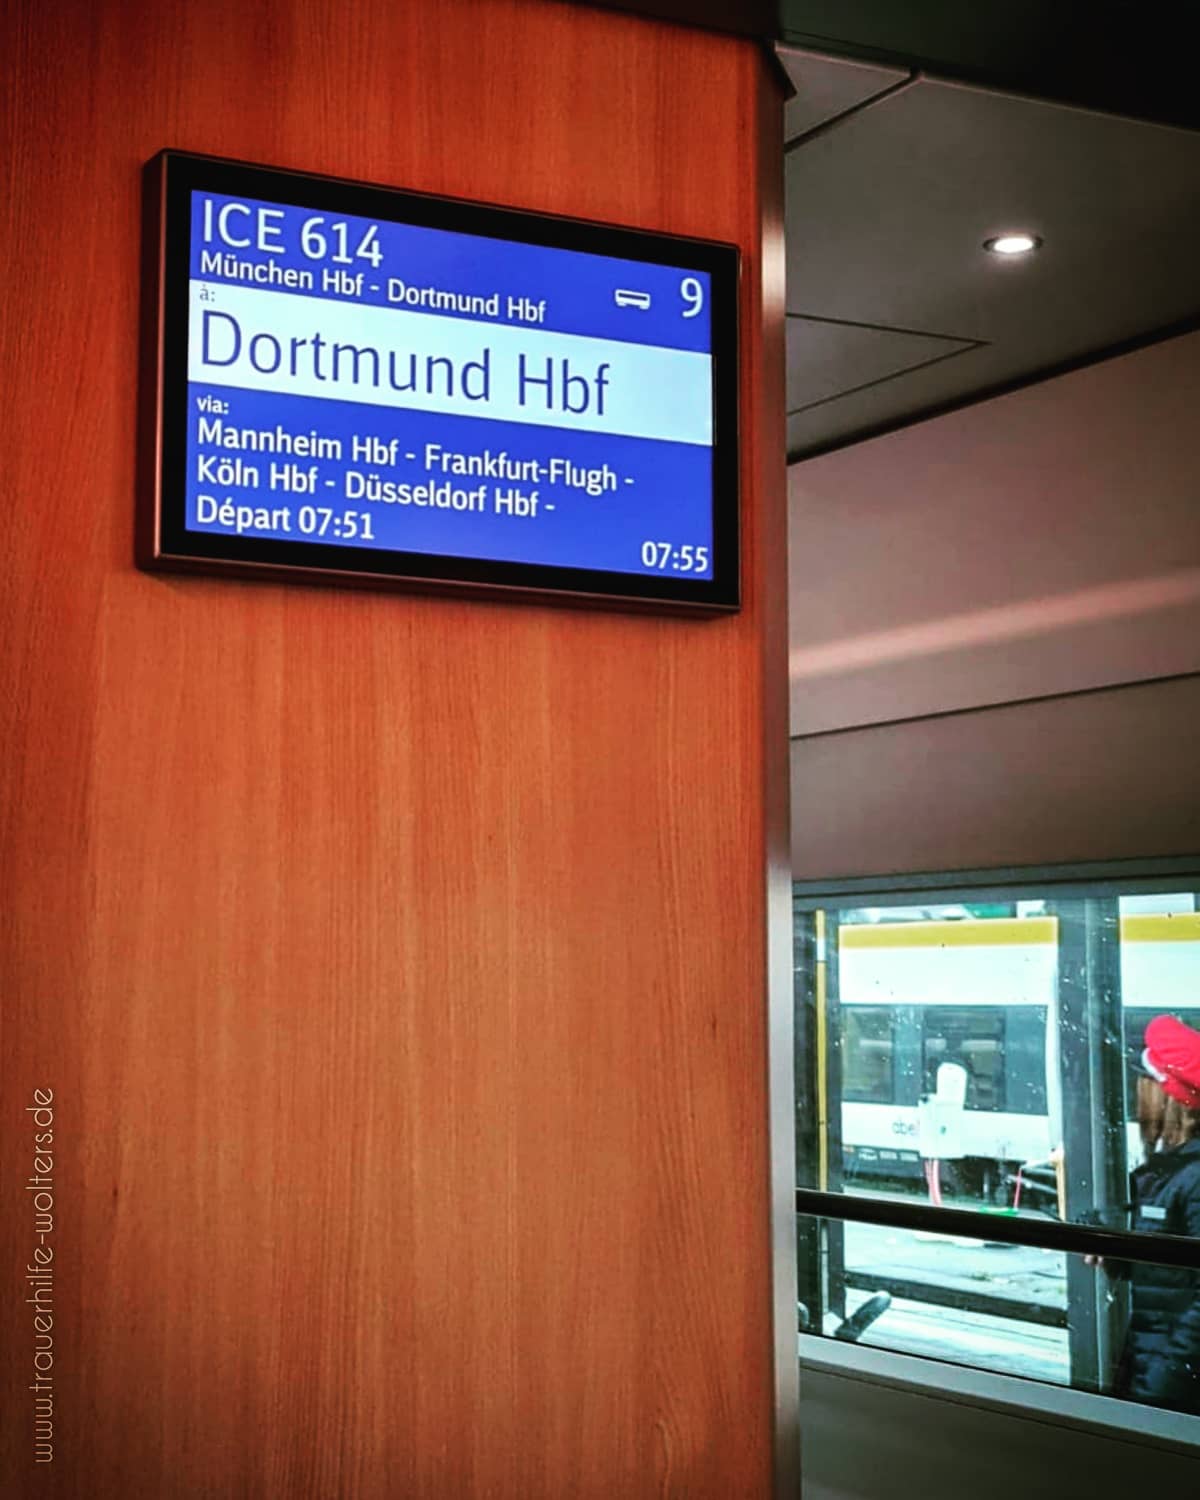 ICE 614
München Hbf - Dortmund Hbf
9
à:
Dortmund Hbf
via:
Mannheim Hbf - Frankfurt-Flugh -
Köln Hbf - Düsseldorf Hbf -
Départ 07:51
07:55
www.trauerhilfe-wolters.de